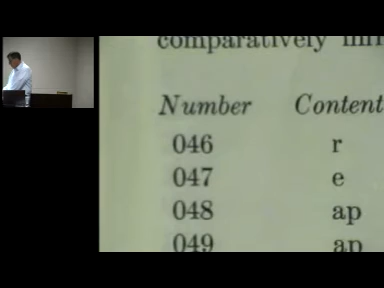 comparatively
Number Content
046 r
047 e
048 ap
049 ap